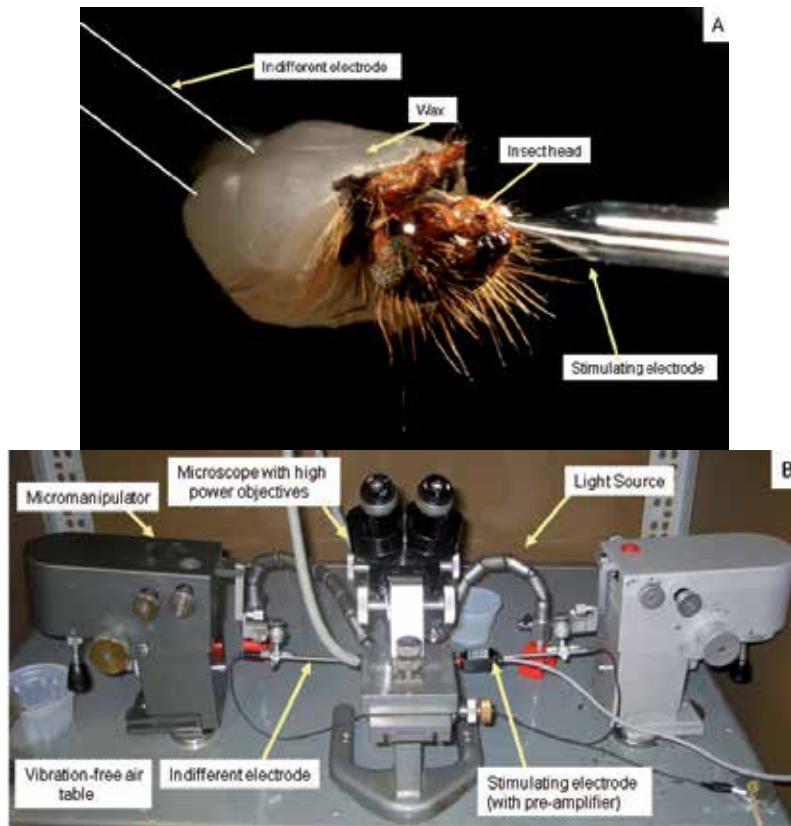 A
Indifferent electrode
Wax
Insect head
Stimulating electrode
B
Microscope with high
power objectives
Micromanipulator
Light Source
Vibration-free air
table
Indifferent electrode
Stimulating electrode
(with pre-amplifier)